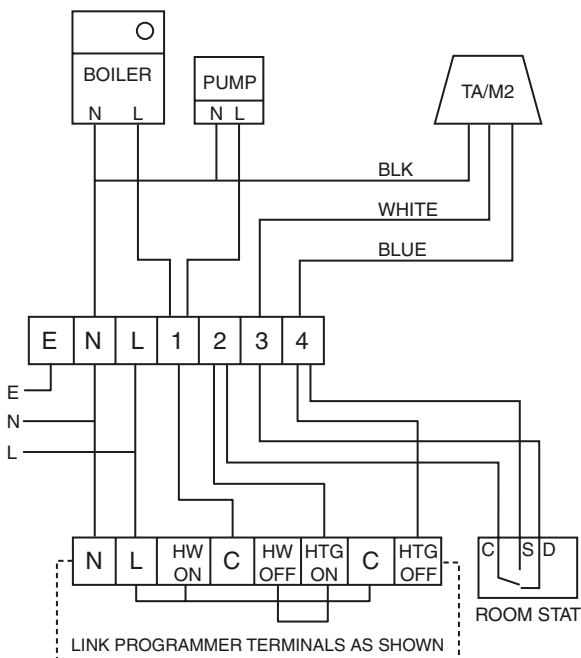 BOILER
N L
PUMP
N L
TA/M2
BLK
WHITE
BLUE
E N L 1 2 3 4
E
N
L
N L HW ON C HW OFF HTG ON C HTG OFF
C S D
ROOM STAT
LINK PROGRAMMER TERMINALS AS SHOWN